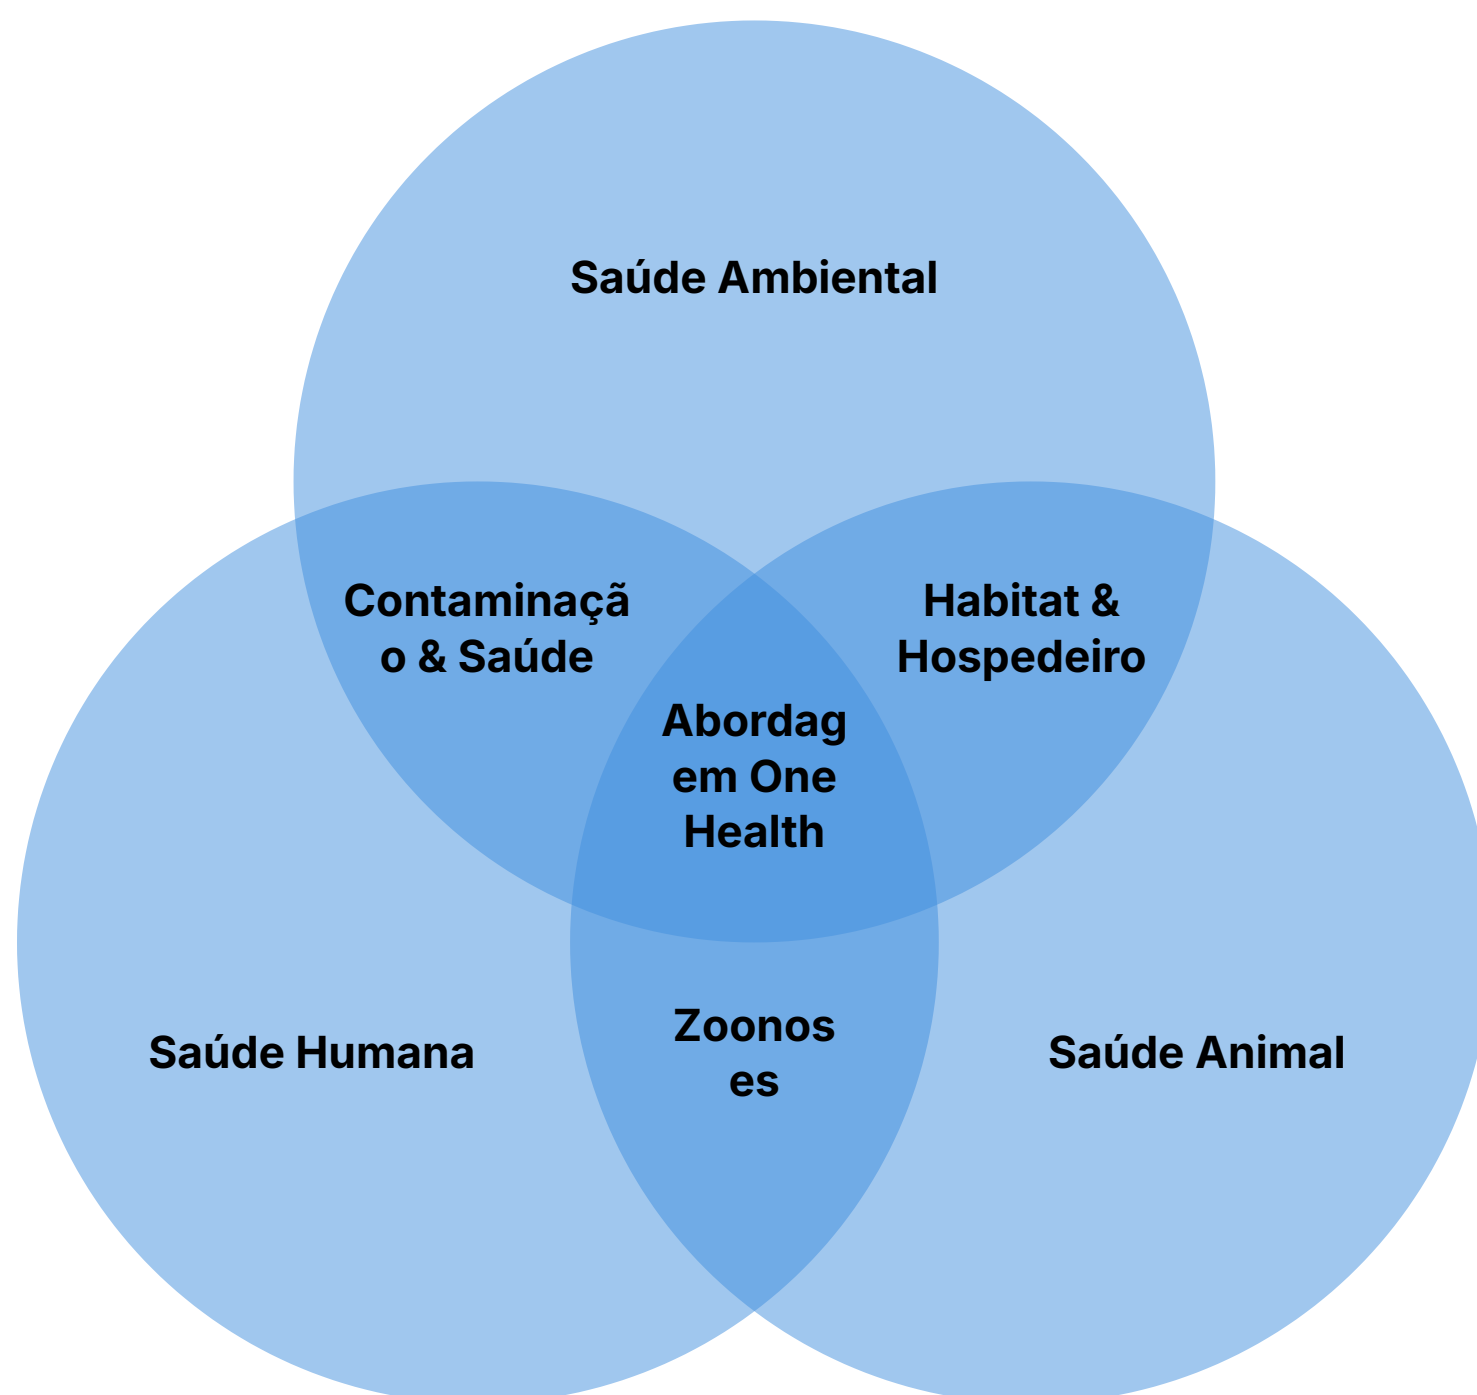 Saúde Ambiental
Contaminaçã
o & Saúde
Habitat &
Hospedeiro
Abordag
em One
Health
Saúde Humana
Zoonos
es
Saúde Animal